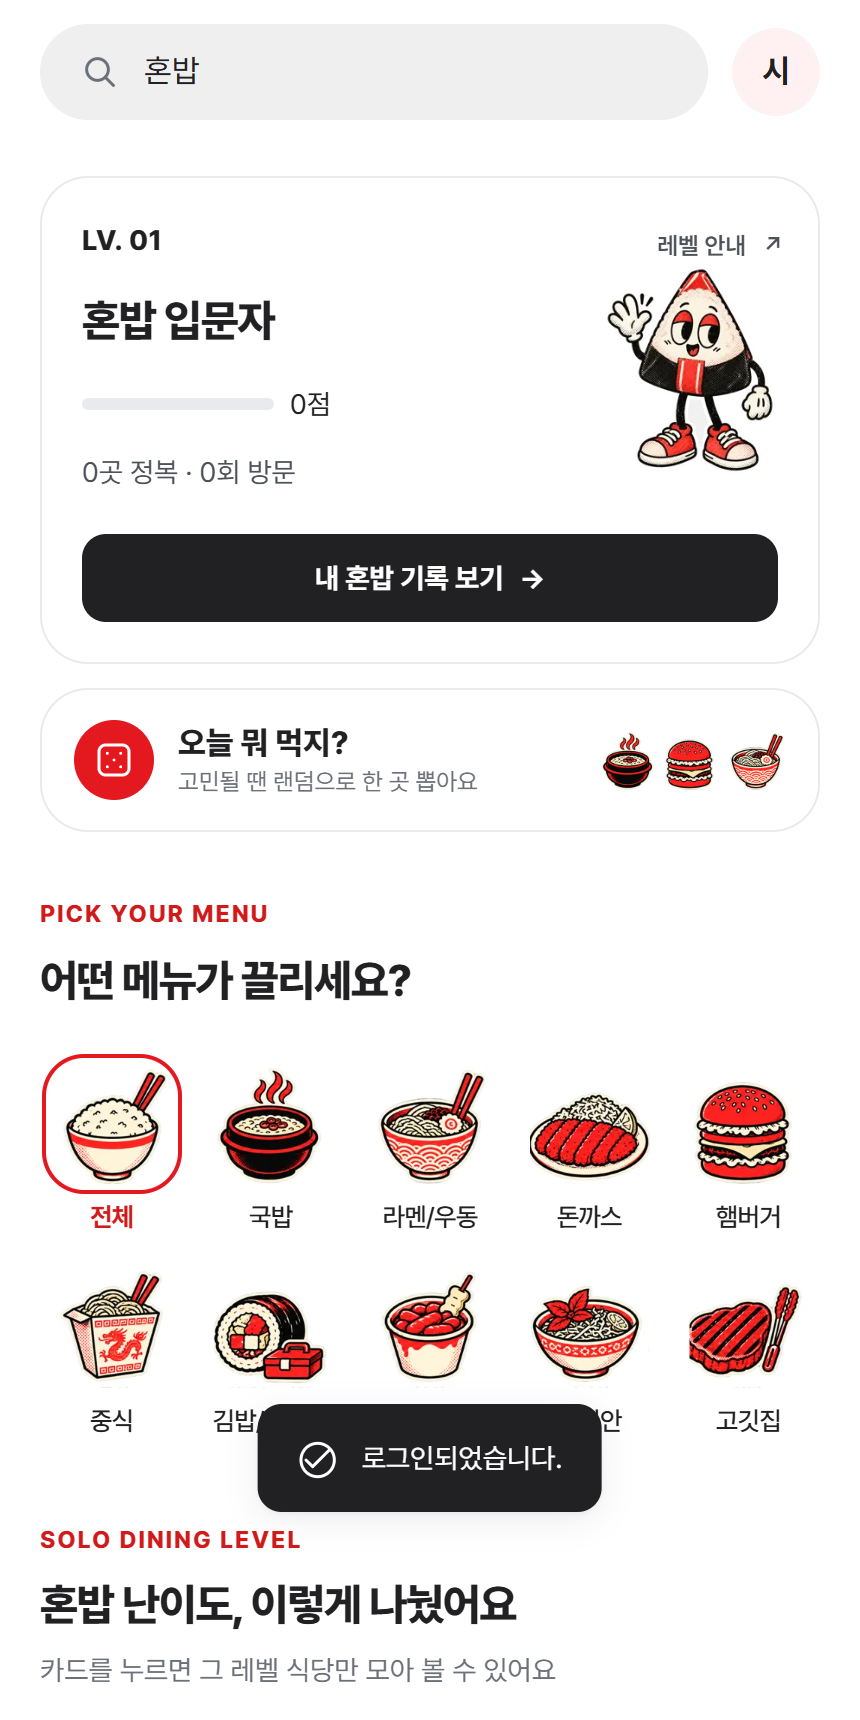 혼밥
시
LV. 01
레벨 안내
혼밥 입문자
0점
0곳 정복 · 0회 방문
내 혼밥 기록 보기 →
오늘 뭐 먹지?
고민될 땐 랜덤으로 한 곳 뽑아요
PICK YOUR MENU
어떤 메뉴가 끌리세요?
전체 국밥 라멘/우동 돈까스 햄버거
중식 김밥/ 안 고깃집
로그인되었습니다.
SOLO DINING LEVEL
혼밥 난이도, 이렇게 나눴어요
카드를 누르면 그 레벨 식당만 모아 볼 수 있어요